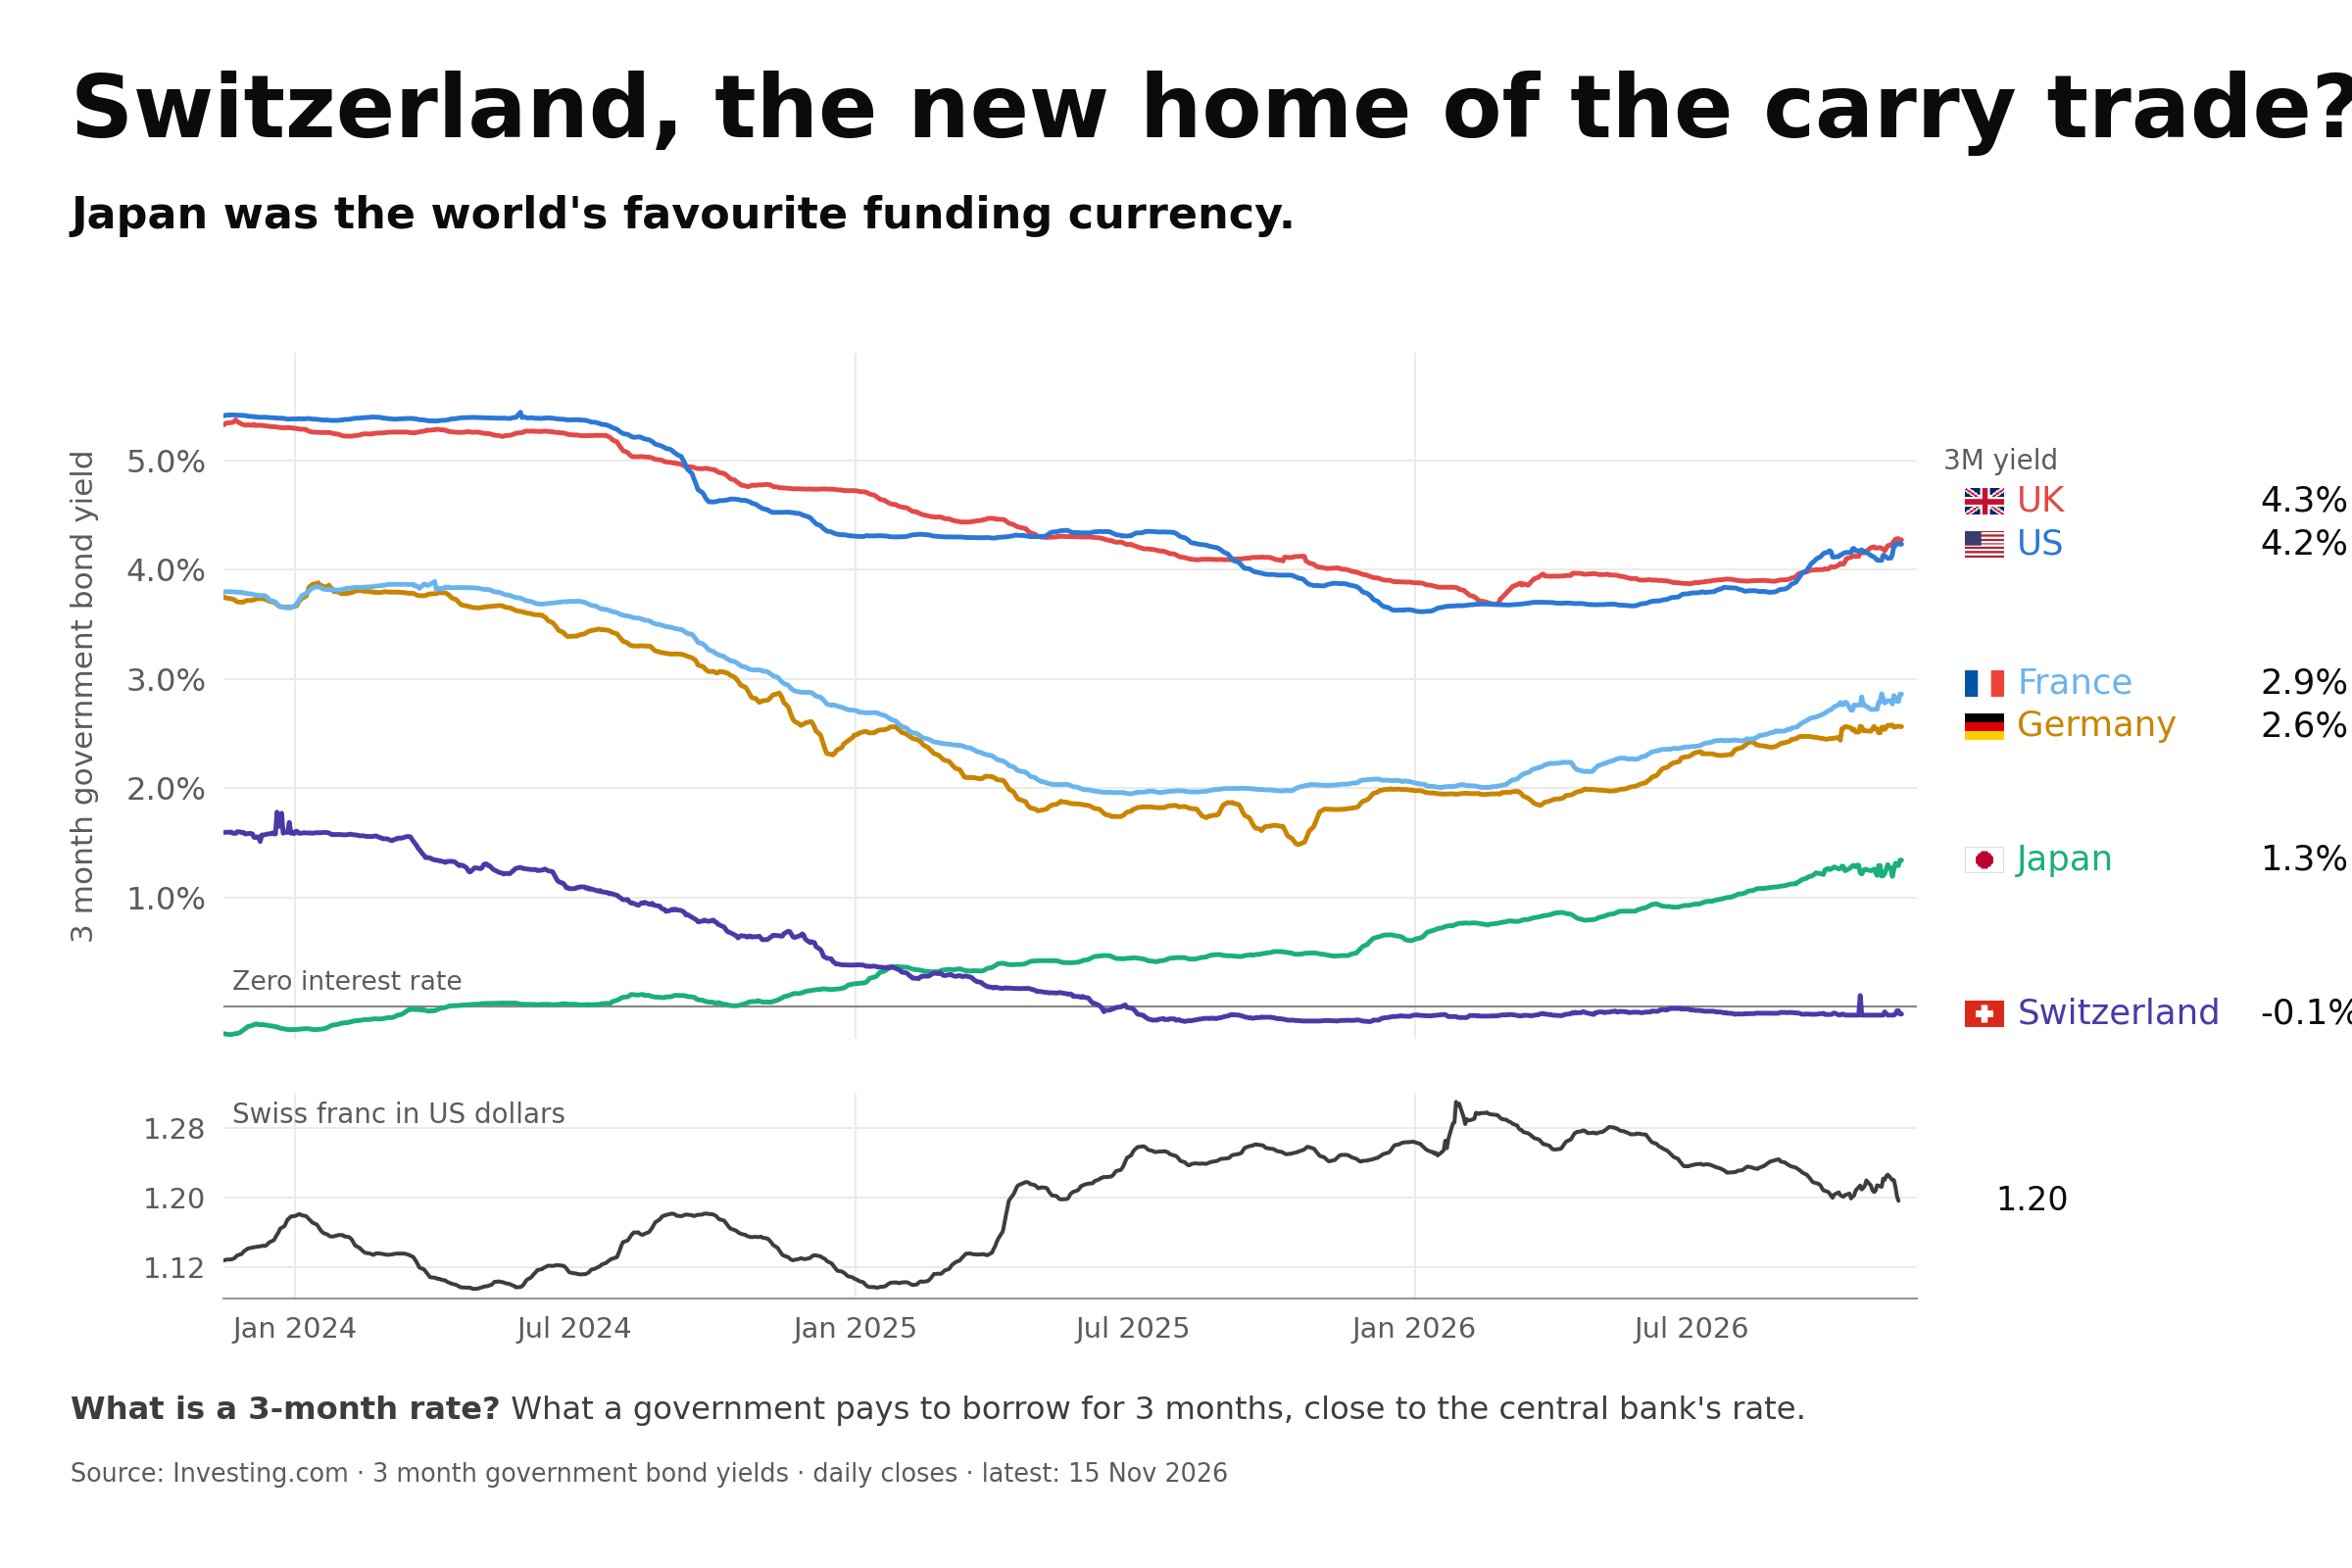 Switzerland, the new home of the carry trade?
Japan was the world's favourite funding currency.
3 month government bond yield
5.0%
4.0%
3.0%
2.0%
1.0%
Zero interest rate
3M yield
UK 4.3%
US 4.2%
France 2.9%
Germany 2.6%
Japan 1.3%
Switzerland -0.1%
Swiss franc in US dollars
1.28
1.20
1.12
1.20
Jan 2024 Jul 2024 Jan 2025 Jul 2025 Jan 2026 Jul 2026
What is a 3-month rate? What a government pays to borrow for 3 months, close to the central bank's rate.
Source: Investing.com · 3 month government bond yields · daily closes · latest: 15 Nov 2026